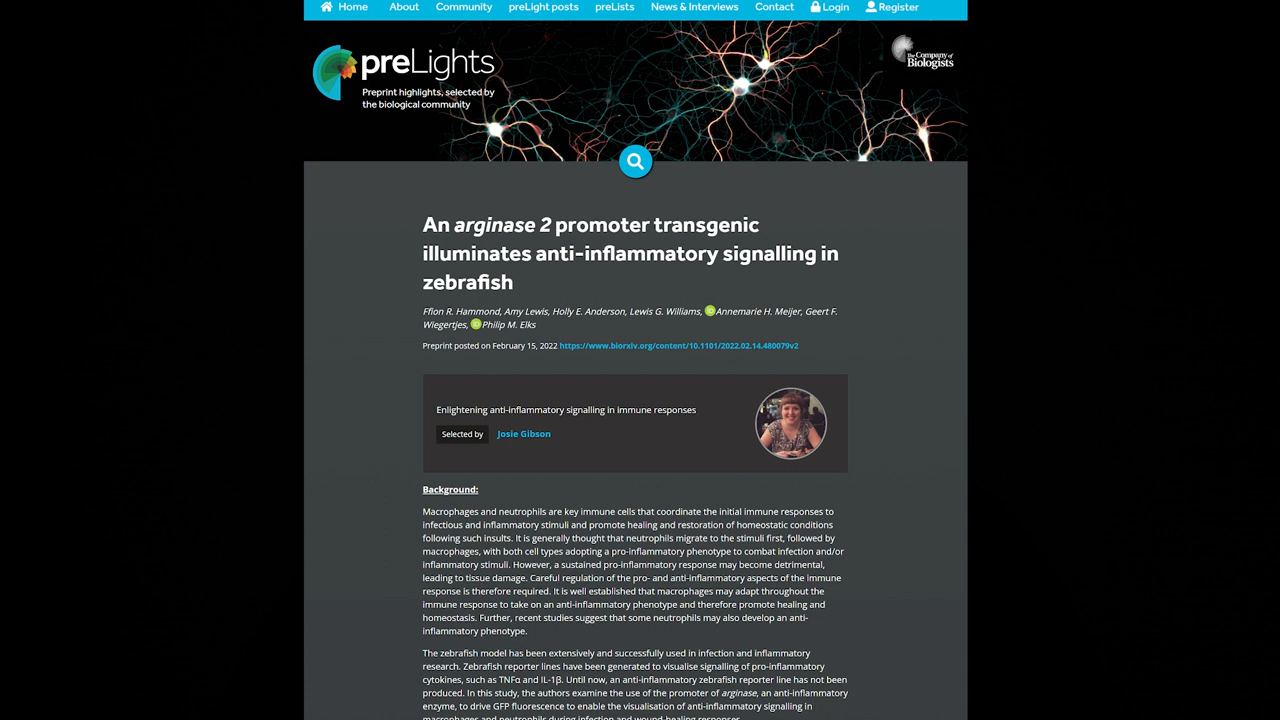 Home About Community preLight posts preLists News & Interviews Contact Login Register
preLights
The Company of
Biologists
Preprint highlights, selected by
the biological community
An arginase 2 promoter transgenic
illuminates anti-inflammatory signalling in
zebrafish
Ffion R. Hammond, Amy Lewis, Holly E. Anderson, Lewis G. Williams, iD Annemarie H. Meijer, Geert F.
Wiegertjes, iD Philip M. Elks
Preprint posted on February 15, 2022 https://www.biorxiv.org/content/10.1101/2022.02.14.480079v2
Enlightening anti-inflammatory signalling in immune responses
Selected by Josie Gibson
Background:
Macrophages and neutrophils are key immune cells that coordinate the initial immune responses to
infectious and inflammatory stimuli and promote healing and restoration of homeostatic conditions
following such insults. It is generally thought that neutrophils migrate to the stimuli first, followed by
macrophages, with both cell types adopting a pro-inflammatory phenotype to combat infection and/or
inflammatory stimuli. However, a sustained pro-inflammatory response may become detrimental,
leading to tissue damage. Careful regulation of the pro- and anti-inflammatory aspects of the immune
response is therefore required. It is well established that macrophages may adapt throughout the
immune response to take on an anti-inflammatory phenotype and therefore promote healing and
homeostasis. Further, recent studies suggest that some neutrophils may also develop an anti-
inflammatory phenotype.
The zebrafish model has been extensively and successfully used in infection and inflammatory
research. Zebrafish reporter lines have been generated to visualise signalling of pro-inflammatory
cytokines, such as TNFα and IL-1β. Until now, an anti-inflammatory zebrafish reporter line has not been
produced. In this study, the authors examine the use of the promoter of arginase, an anti-inflammatory
enzyme, to drive GFP fluorescence to enable the visualisation of anti-inflammatory signalling in
macrophages and neutrophils during infection and wound-healing responses.